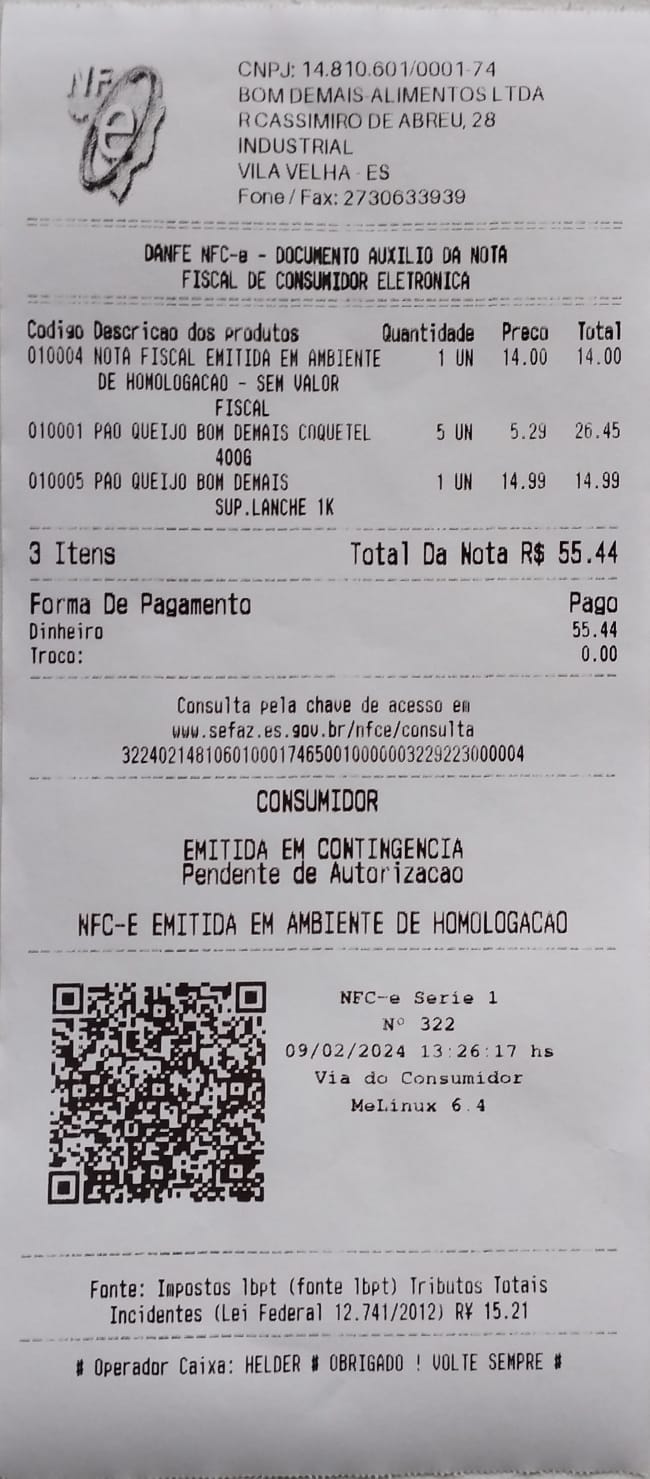 NFC
e
CNPJ: 14.810.601/0001-74
BOM DEMAIS-ALIMENTOS LTDA
R CASSIMIRO DE ABREU, 28
INDUSTRIAL
VILA VELHA - ES
Fone / Fax: 2730633939
DANFE NFC-e - DOCUMENTO AUXILIO DA NOTA
FISCAL DE CONSUMIDOR ELETRONICA
Codigo Descricao dos produtos Quantidade Preco Total
010004 NOTA FISCAL EMITIDA EM AMBIENTE 1 UN 14.00 14.00
DE HOMOLOGACAO - SEM VALOR
FISCAL
010001 PAO QUEIJO BOM DEMAIS COQUETEL 5 UN 5.29 26.45
400G
010005 PAO QUEIJO BOM DEMAIS 1 UN 14.99 14.99
SUP.LANCHE 1K
3 Itens Total Da Nota R$ 55.44
Forma De Pagamento Pago
Dinheiro 55.44
Troco: 0.00
Consulta pela chave de acesso em
www.sefaz.es.gov.br/nfce/consulta
32240214810601000174650010000003229223000004
CONSUMIDOR
EMITIDA EM CONTINGENCIA
Pendente de Autorizacao
NFC-E EMITIDA EM AMBIENTE DE HOMOLOGACAO
NFC-e Serie 1
Nº 322
09/02/2024 13:26:17 hs
Via do Consumidor
MeLinux 6.4
Fonte: Impostos lbpt (fonte lbpt) Tributos Totais
Incidentes (Lei Federal 12.741/2012) R¥ 15.21
# Operador Caixa: HELDER # OBRIGADO ! VOLTE SEMPRE #